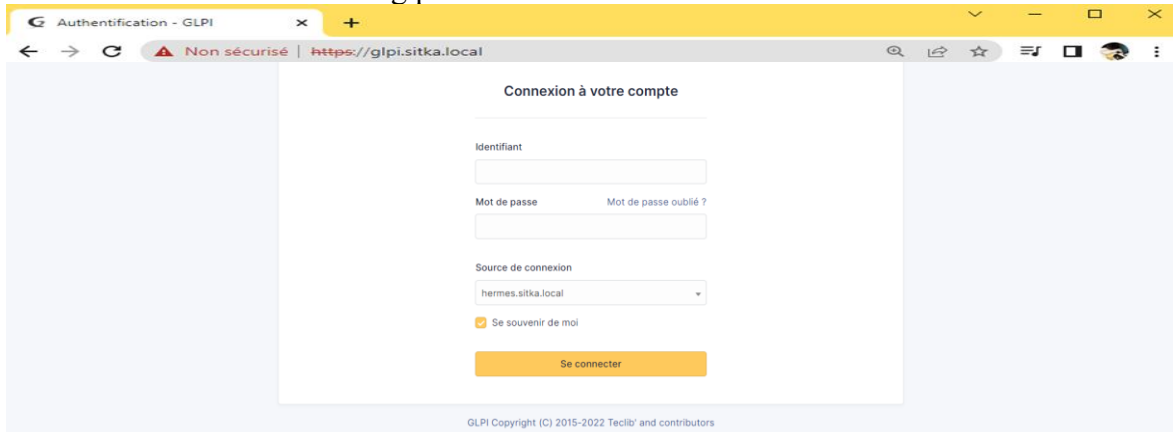 Authentification - GLPI
Non sécurisé | https://glpi.sitka.local
Connexion à votre compte
Identifiant
Mot de passe Mot de passe oublié ?
Source de connexion
hermes.sitka.local
Se souvenir de moi
Se connecter
GLPI Copyright (C) 2015-2022 Teclib' and contributors